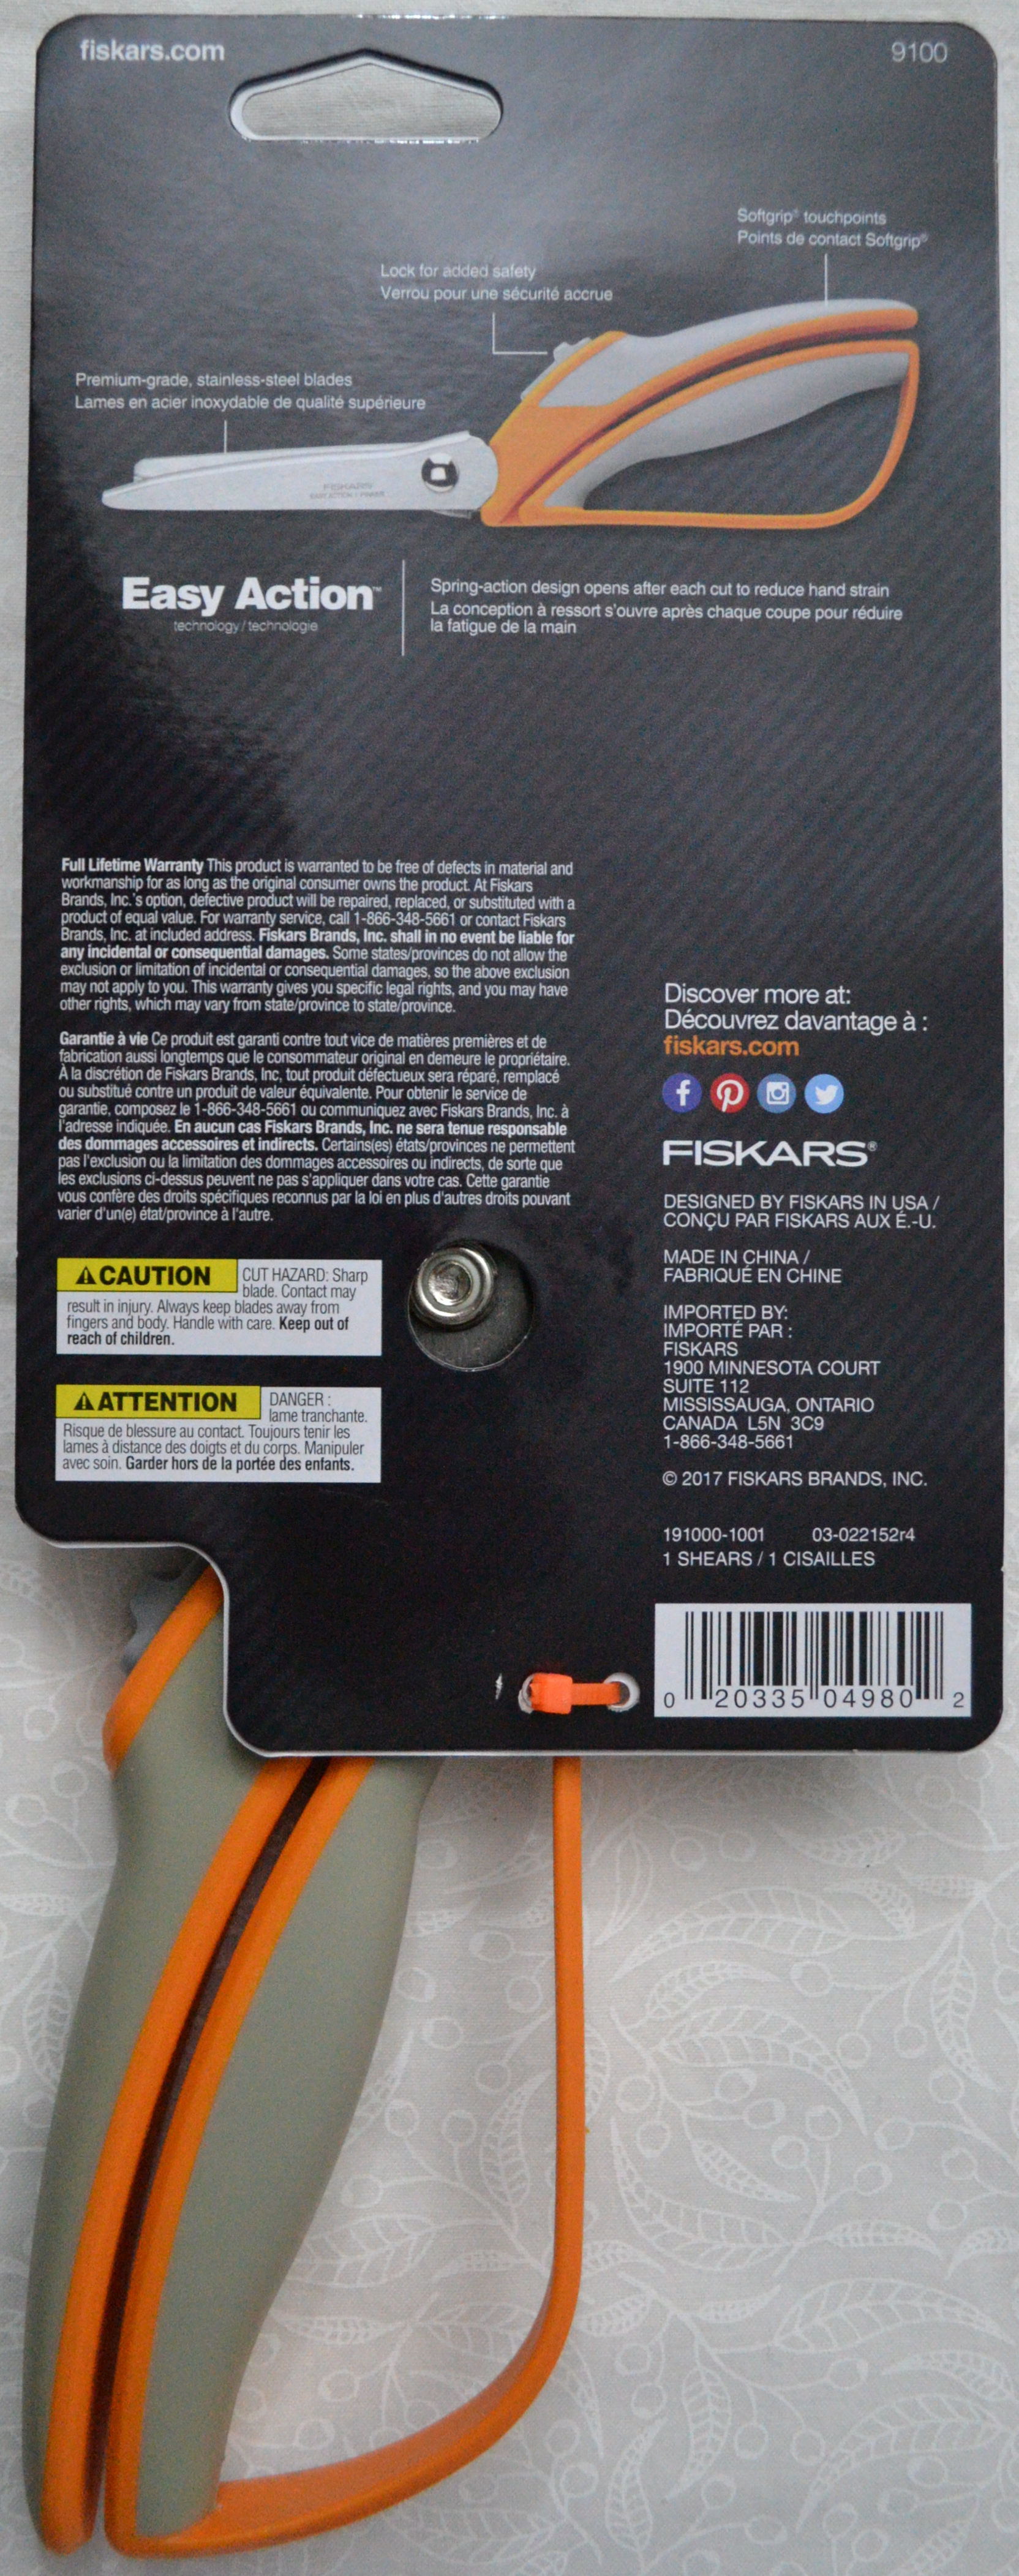 fiskars.com
9100
Softgrip® touchpoints
Points de contact Softgrip®
Lock for added safety
Verrou pour une sécurité accrue
Premium-grade, stainless-steel blades
Lames en acier inoxydable de qualité supérieure
FISKARS
Easy Action™
technology / technologie
Spring-action design opens after each cut to reduce hand strain
La conception à ressort s'ouvre après chaque coupe pour réduire
la fatigue de la main
Full Lifetime Warranty This product is warranted to be free of defects in material and
workmanship for as long as the original consumer owns the product. At Fiskars
Brands, Inc.'s option, defective product will be repaired, replaced, or substituted with a
product of equal value. For warranty service, call 1-866-348-5661 or contact Fiskars
Brands, Inc. at included address. Fiskars Brands, Inc. shall in no event be liable for
any incidental or consequential damages. Some states/provinces do not allow the
exclusion or limitation of incidental or consequential damages, so the above exclusion
may not apply to you. This warranty gives you specific legal rights, and you may have
other rights, which may vary from state/province to state/province.
Garantie à vie Ce produit est garanti contre tout vice de matières premières et de
fabrication aussi longtemps que le consommateur original en demeure le propriétaire.
À la discrétion de Fiskars Brands, Inc, tout produit défectueux sera réparé, remplacé
ou substitué contre un produit de valeur équivalente. Pour obtenir le service de
garantie, composez le 1-866-348-5661 ou communiquez avec Fiskars Brands, Inc. à
l'adresse indiquée. En aucun cas Fiskars Brands, Inc. ne sera tenue responsable
des dommages accessoires et indirects. Certains(es) états/provinces ne permettent
pas l'exclusion ou la limitation des dommages accessoires ou indirects, de sorte que
les exclusions ci-dessus peuvent ne pas s'appliquer dans votre cas. Cette garantie
vous confère des droits spécifiques reconnus par la loi en plus d'autres droits pouvant
varier d'un(e) état/province à l'autre.
CAUTION
CUT HAZARD: Sharp
blade. Contact may
result in injury. Always keep blades away from
fingers and body. Handle with care. Keep out of
reach of children.
ATTENTION
DANGER :
lame tranchante.
Risque de blessure au contact. Toujours tenir les
lames à distance des doigts et du corps. Manipuler
avec soin. Garder hors de la portée des enfants.
Discover more at:
Découvrez davantage à :
fiskars.com
FISKARS®
DESIGNED BY FISKARS IN USA /
CONÇU PAR FISKARS AUX É.-U.
MADE IN CHINA /
FABRIQUÉ EN CHINE
IMPORTED BY:
IMPORTÉ PAR :
FISKARS
1900 MINNESOTA COURT
SUITE 112
MISSISSAUGA, ONTARIO
CANADA L5N 3C9
1-866-348-5661
© 2017 FISKARS BRANDS, INC.
191000-1001 03-022152r4
1 SHEARS / 1 CISAILLES
0 20335 04980 2